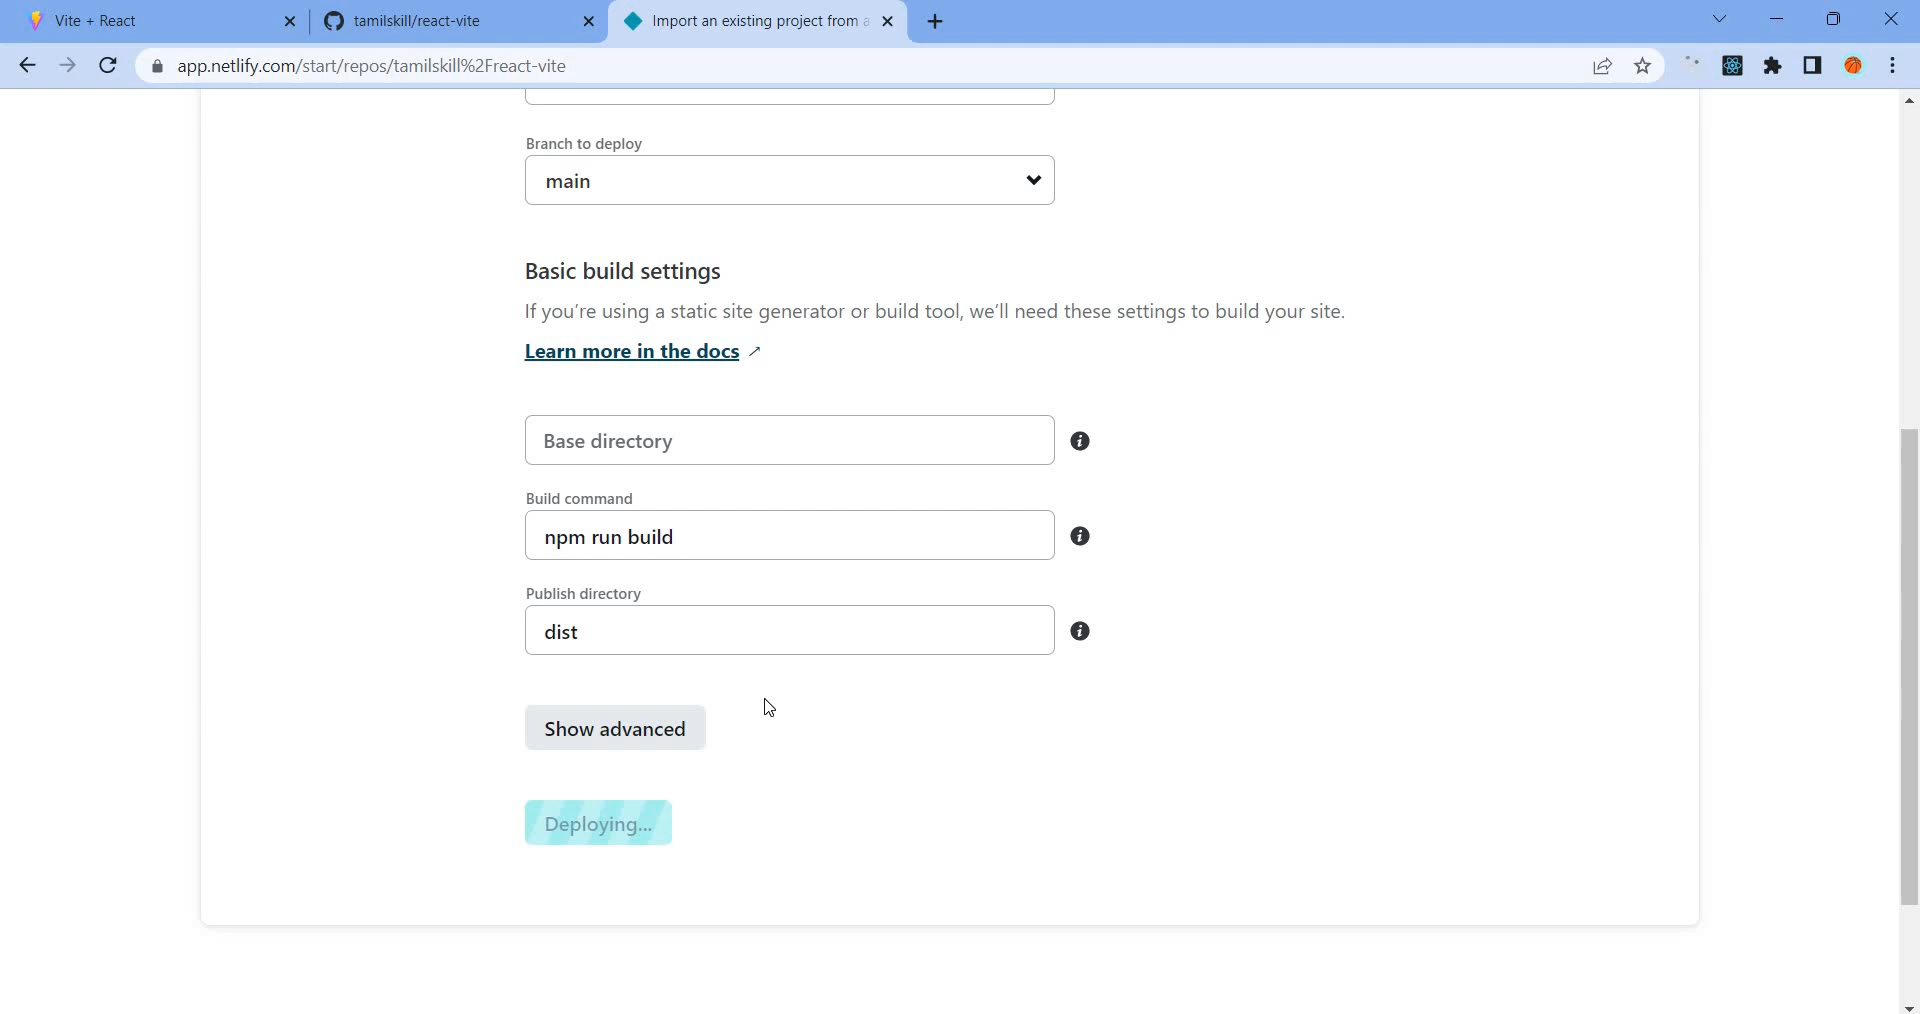 Vite + React
tamilskill/react-vite
Import an existing project from a
app.netlify.com/start/repos/tamilskill%2Freact-vite
Branch to deploy
main
Basic build settings
If you're using a static site generator or build tool, we'll need these settings to build your site.
Learn more in the docs ↗
Base directory
Build command
npm run build
Publish directory
dist
Show advanced
Deploying...